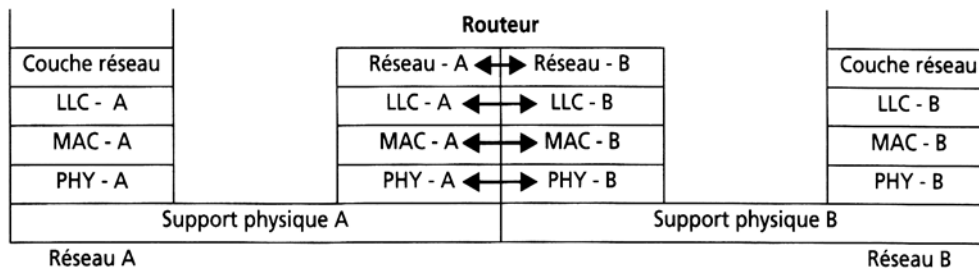 Routeur
Couche réseau Réseau - A Réseau - B Couche réseau
LLC - A LLC - A LLC - B LLC - B
MAC - A MAC - A MAC - B MAC - B
PHY - A PHY - A PHY - B PHY - B
Support physique A Support physique B
Réseau A Réseau B